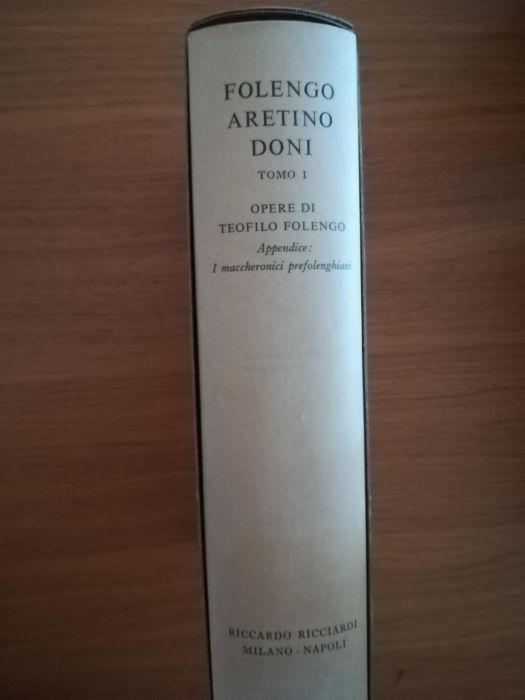 FOLENGO
ARETINO
DONI
TOMO I
OPERE DI
TEOFILO FOLENGO
Appendice:
I maccheronici prefolenghiani
RICCARDO RICCIARDI
MILANO · NAPOLI